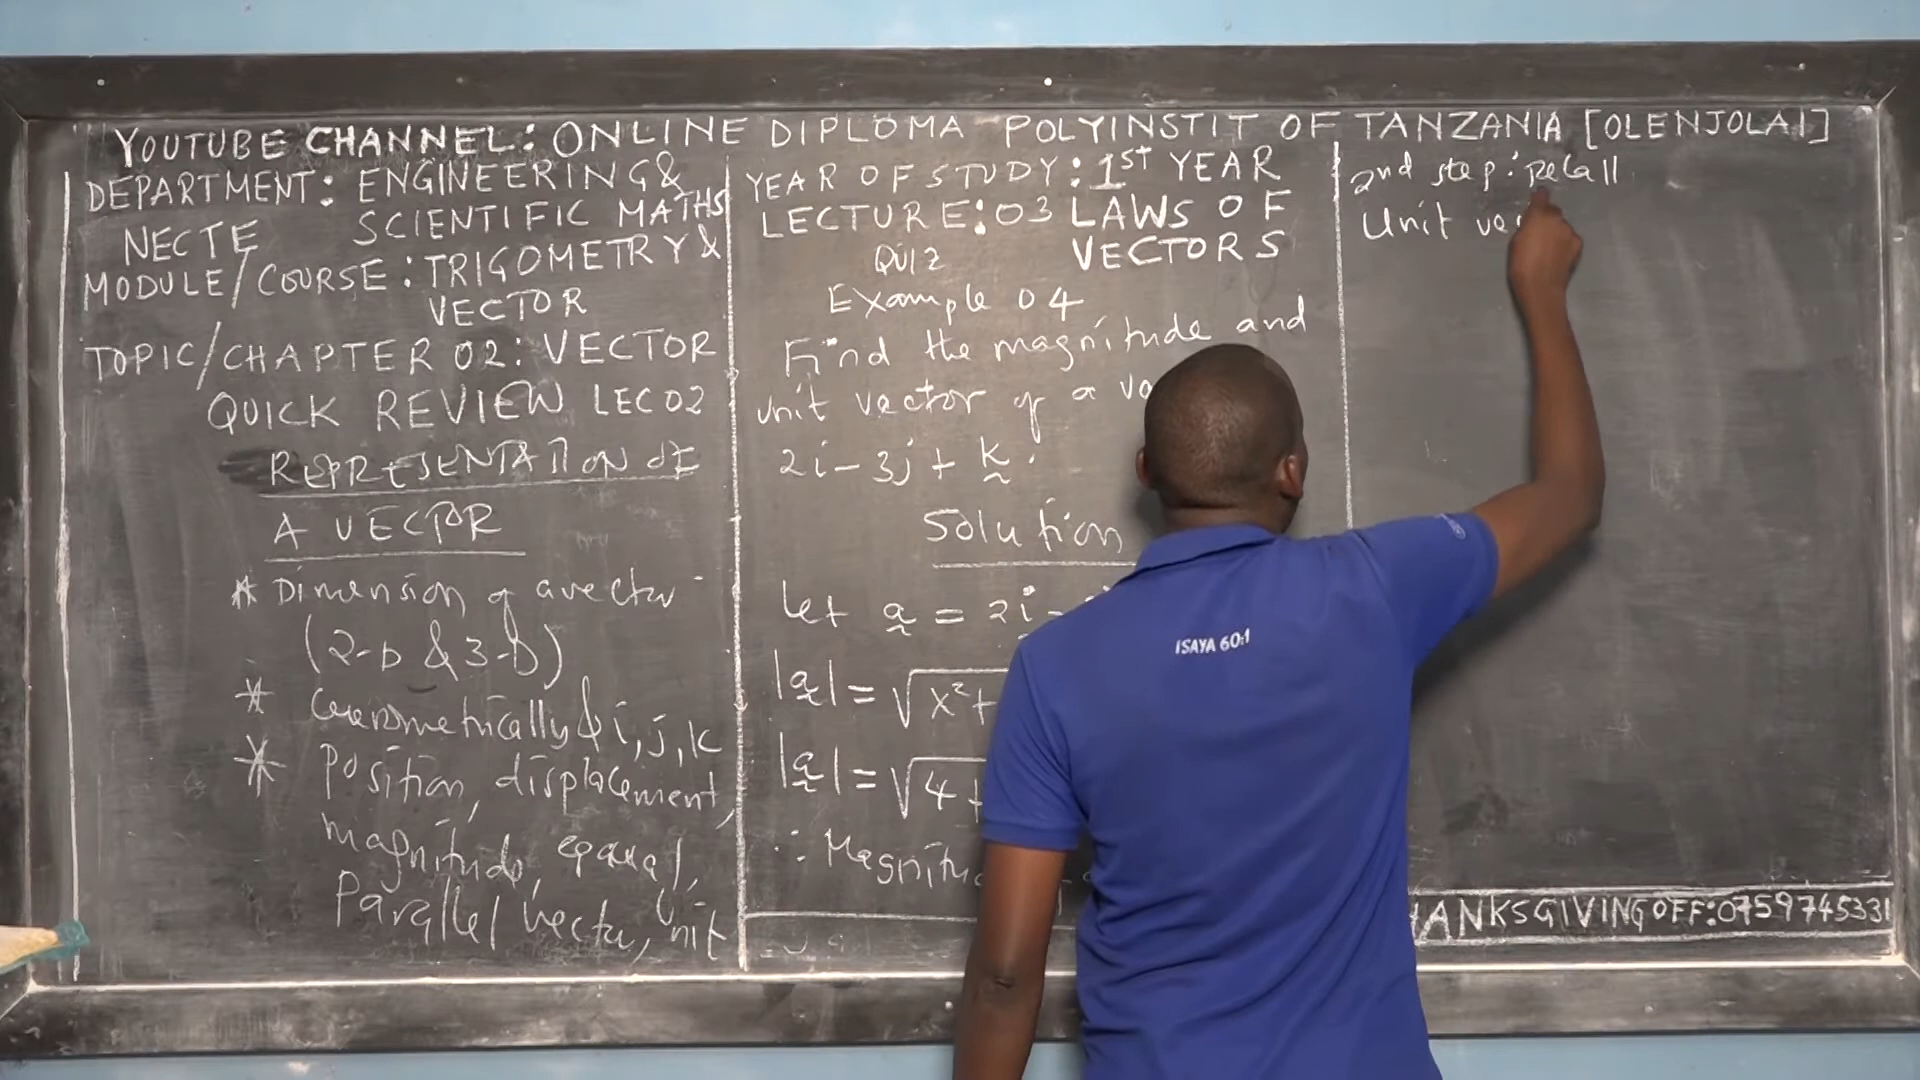 YOUTUBE CHANNEL: ONLINE DIPLOMA POLYINSTIT OF TANZANIA [OLENJOLAI]
DEPARTMENT: ENGINEERING &
SCIENTIFIC MATHS
NECTE
MODULE/COURSE: TRIGOMETRY &
VECTOR
TOPIC/CHAPTER 02: VECTOR
QUICK REVIEW LEC 02
REPRESENTATION OF
A VECTOR
* Dimension of a vector
(2-D & 3-D)
* Geometrically & i, j, k
* Position, displacement,
magnitude, equal,
Parallel vector, unit
YEAR OF STUDY: 1ST YEAR
LECTURE: 03 LAWS OF
VECTORS
QUIZ
Example 04
Find the magnitude and
unit vector of a
2i - 3j + k.
Solution
Let a = 2i -
|a| = √x² +
|a| = √4 +
∴
2nd step: Recall
Unit
ISAYA 60:1
OFF: 0759745331